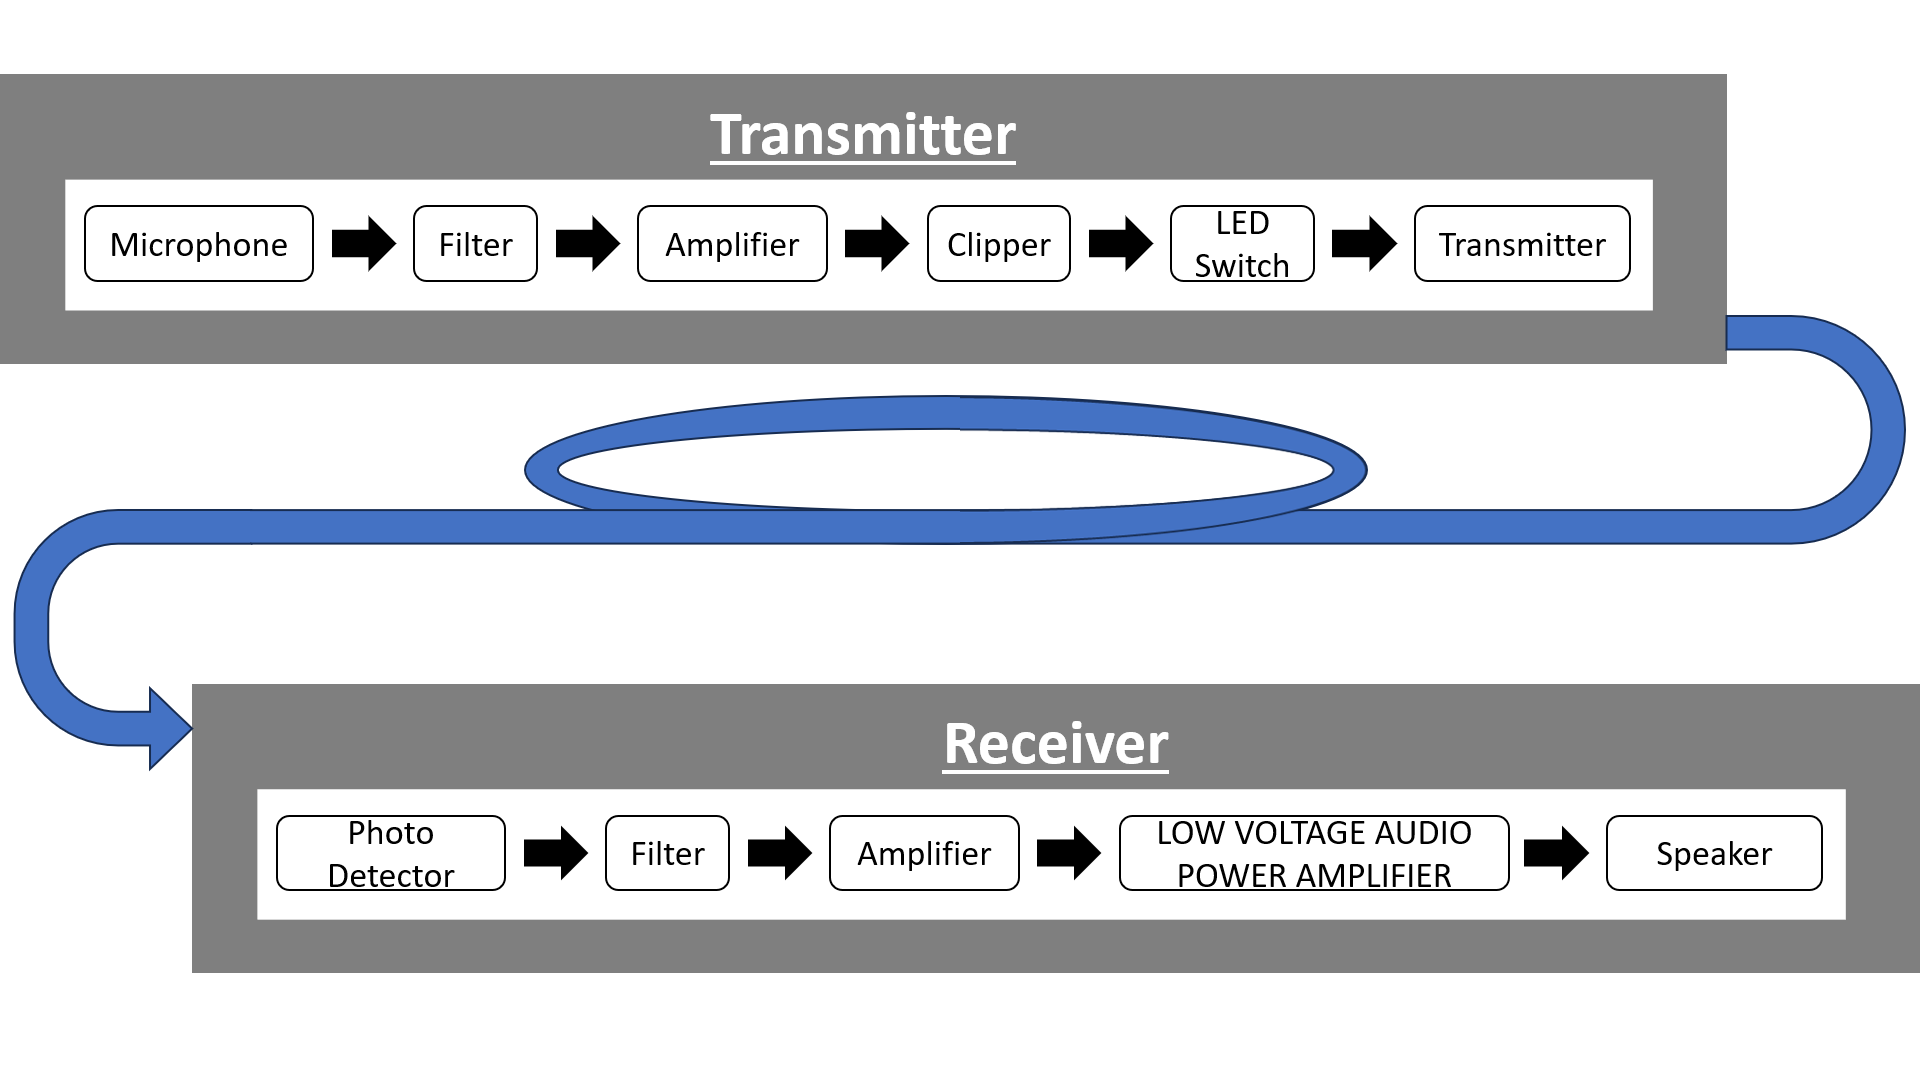 Transmitter
Microphone
Filter
Amplifier
Clipper
LED
Switch
Transmitter
Receiver
Photo
Detector
Filter
Amplifier
LOW VOLTAGE AUDIO
POWER AMPLIFIER
Speaker